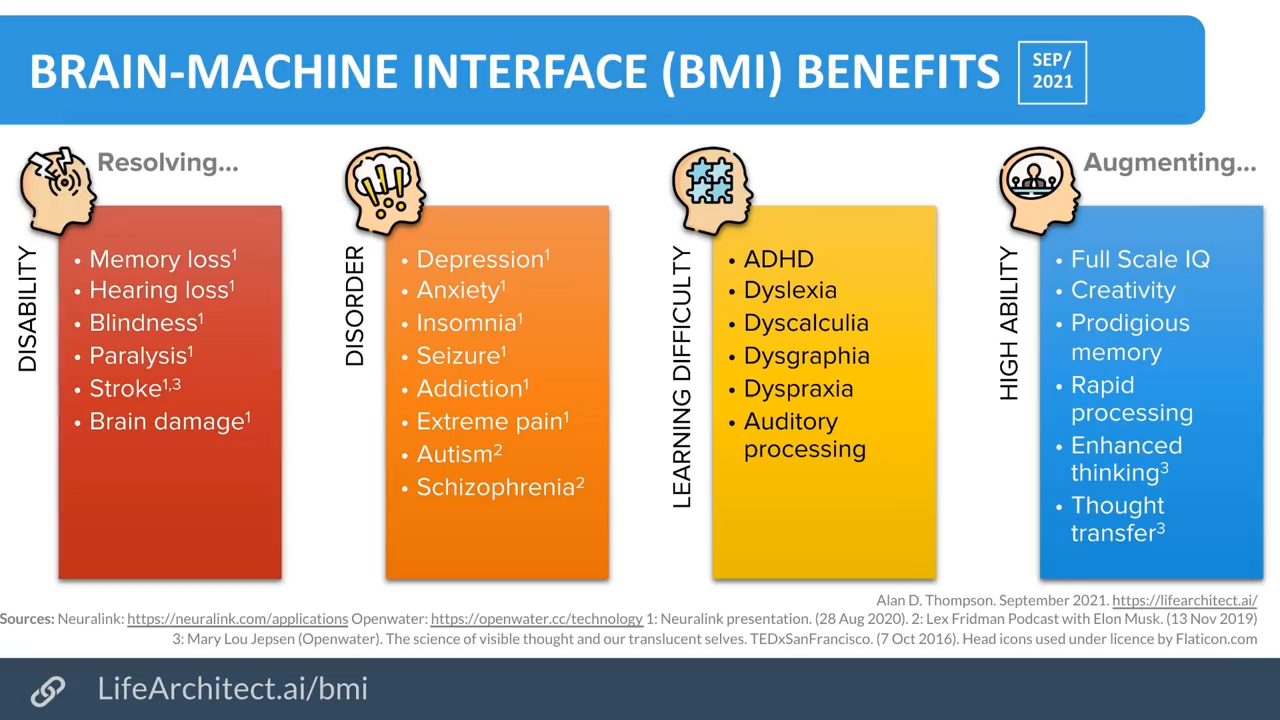 BRAIN-MACHINE INTERFACE (BMI) BENEFITS
SEP/
2021
Resolving...
DISABILITY
• Memory loss¹
• Hearing loss¹
• Blindness¹
• Paralysis¹
• Stroke¹,³
• Brain damage¹
DISORDER
• Depression¹
• Anxiety¹
• Insomnia¹
• Seizure¹
• Addiction¹
• Extreme pain¹
• Autism²
• Schizophrenia²
LEARNING DIFFICULTY
• ADHD
• Dyslexia
• Dyscalculia
• Dysgraphia
• Dyspraxia
• Auditory
processing
Augmenting...
HIGH ABILITY
• Full Scale IQ
• Creativity
• Prodigious
memory
• Rapid
processing
• Enhanced
thinking³
• Thought
transfer³
Alan D. Thompson. September 2021. https://lifearchitect.ai/
Sources: Neuralink: https://neuralink.com/applications Openwater: https://openwater.cc/technology 1: Neuralink presentation. (28 Aug 2020). 2: Lex Fridman Podcast with Elon Musk. (13 Nov 2019)
3: Mary Lou Jepsen (Openwater). The science of visible thought and our translucent selves. TEDxSanFrancisco. (7 Oct 2016). Head icons used under licence by Flaticon.com
LifeArchitect.ai/bmi